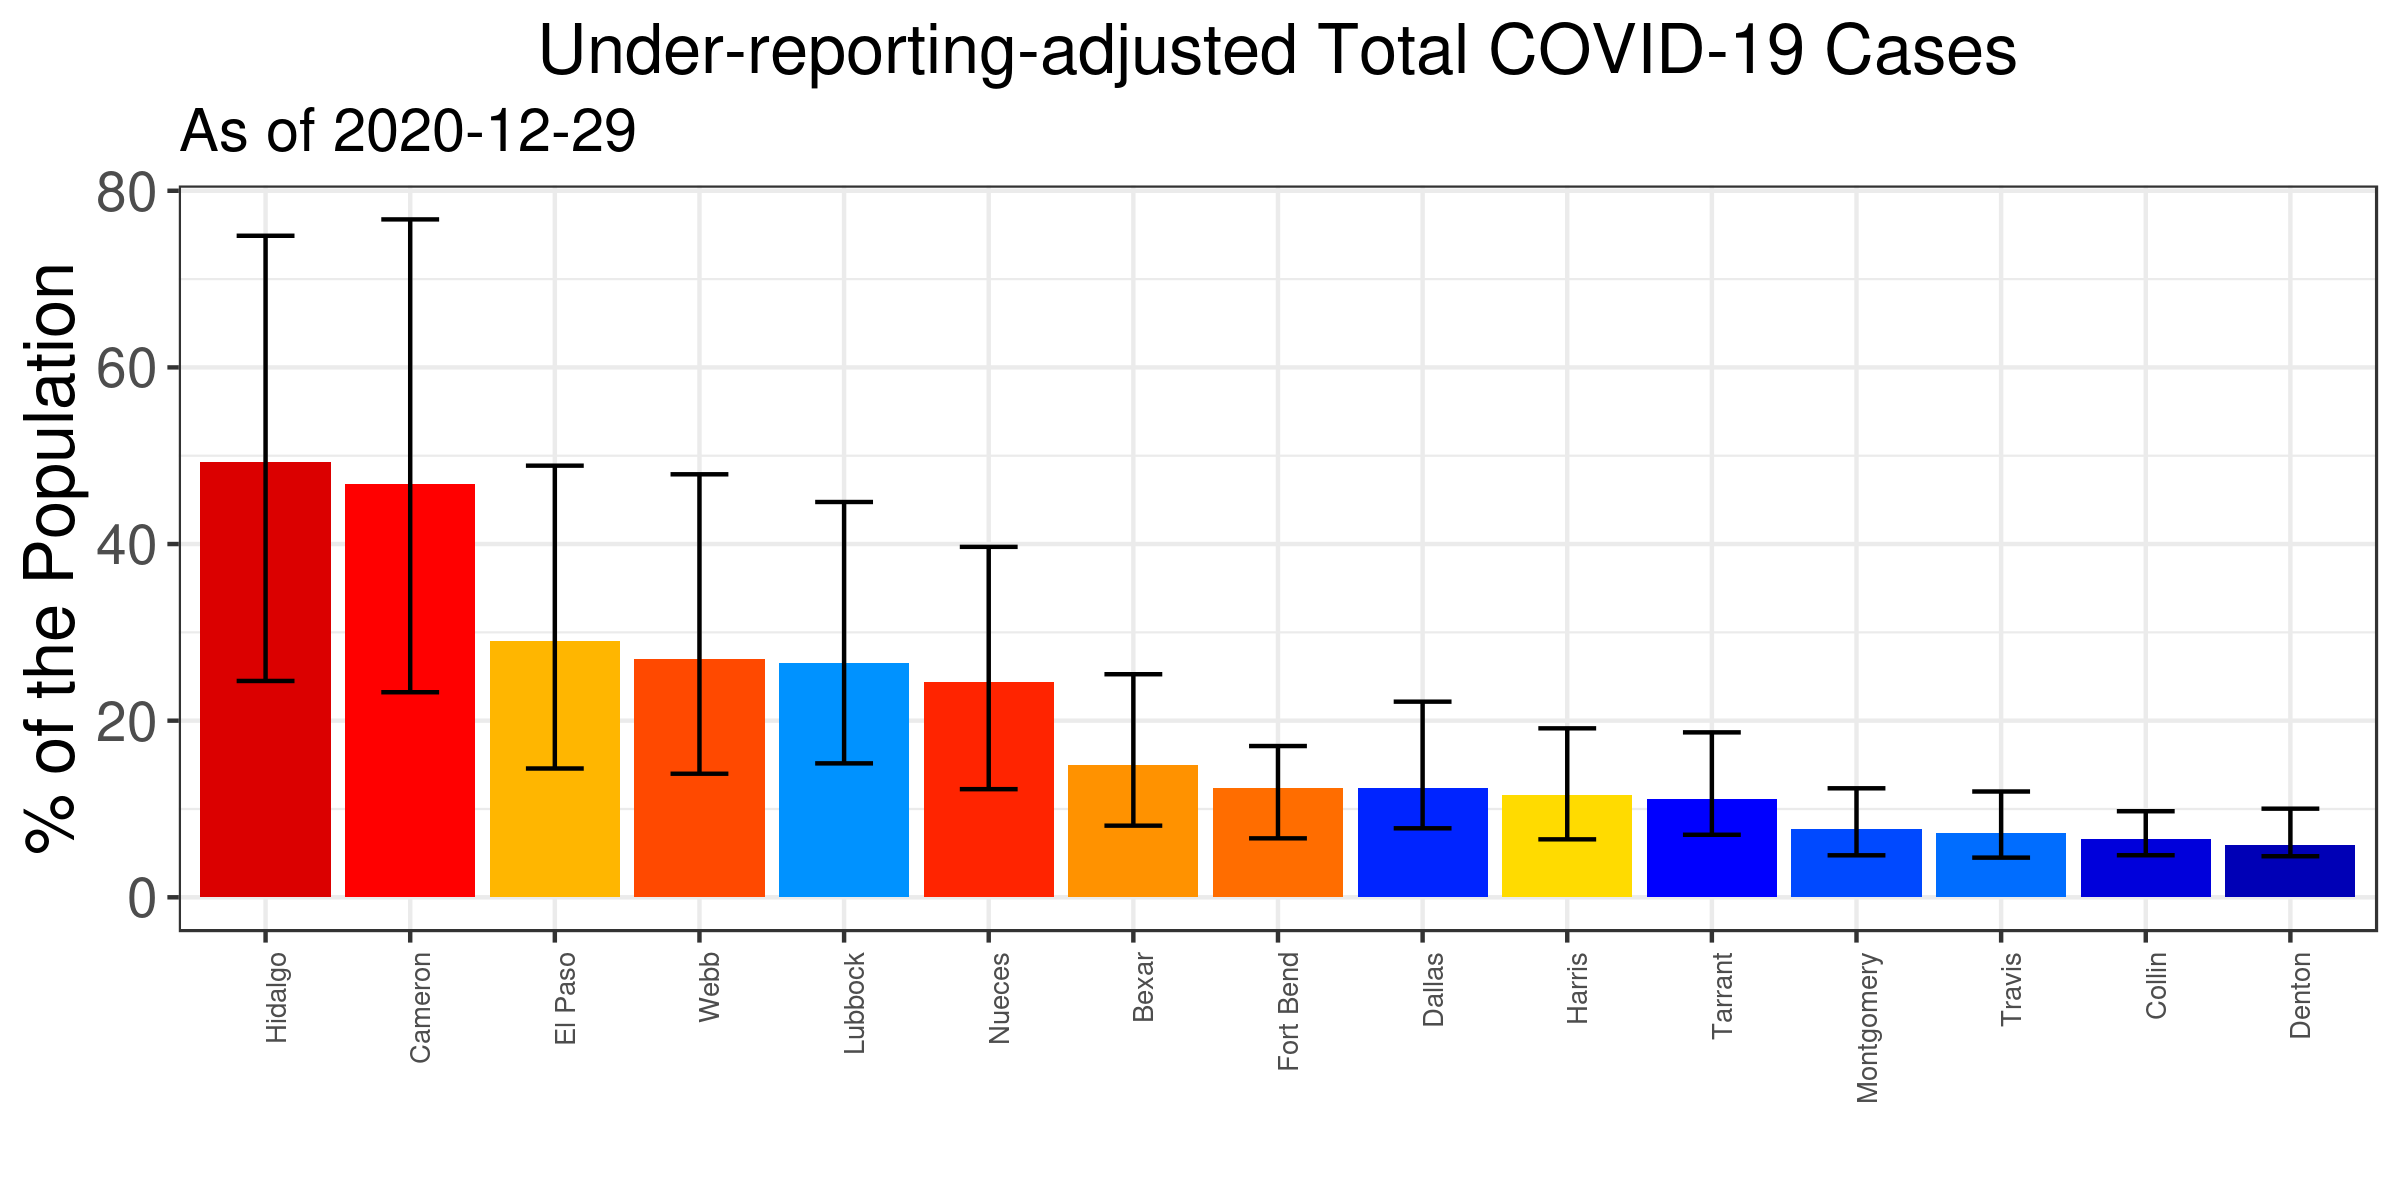 Under-reporting-adjusted Total COVID-19 Cases
As of 2020-12-29
% of the Population
80
60
40
20
0
Hidalgo
Cameron
El Paso
Webb
Lubbock
Nueces
Bexar
Fort Bend
Dallas
Harris
Tarrant
Montgomery
Travis
Collin
Denton